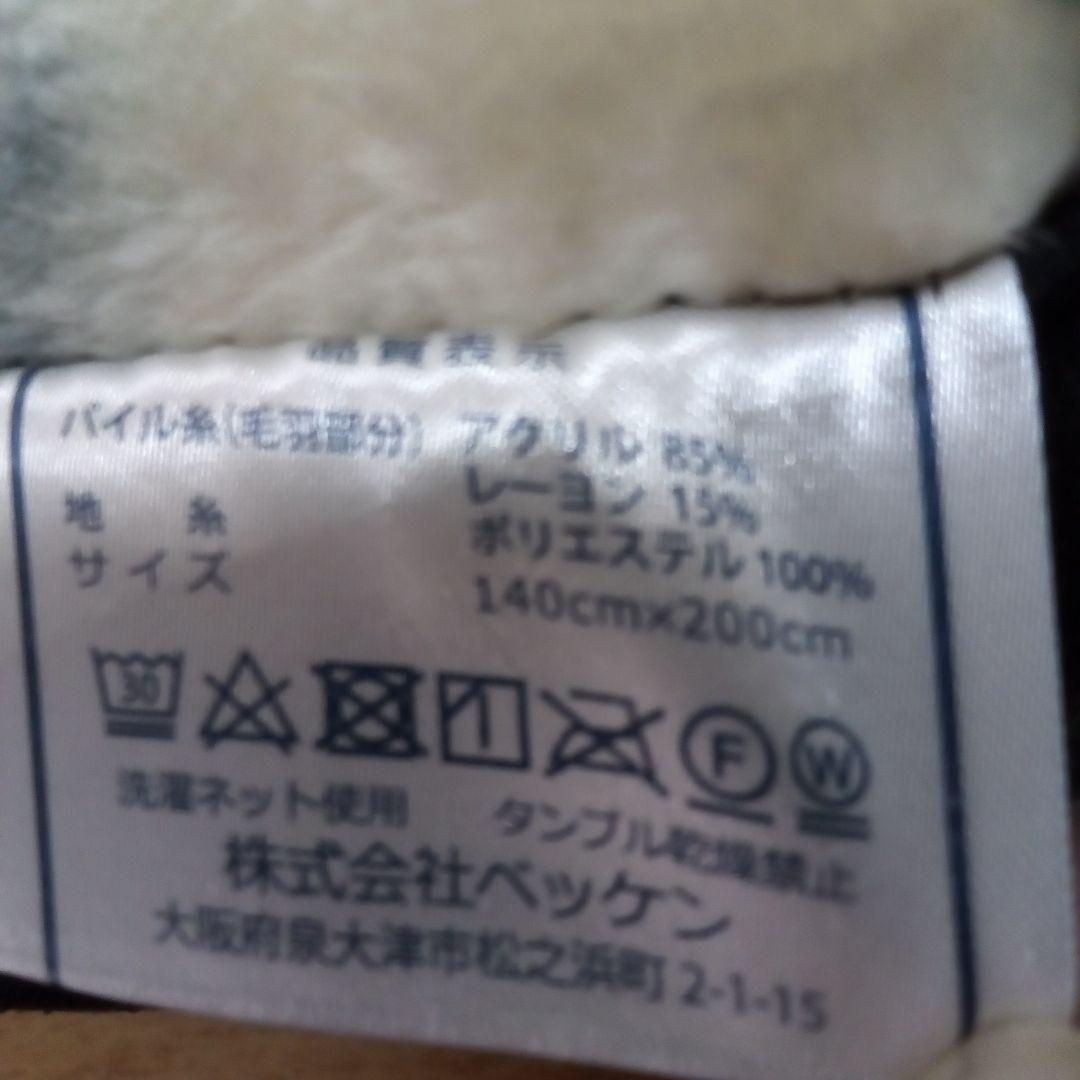 品質表示
パイル糸(毛羽部分) アクリル 85%
レーヨン 15%
地 糸 ポリエステル 100%
サイズ 140cm×200cm
30
F W
洗濯ネット使用 タンブル乾燥禁止
株式会社ベッケン
大阪府泉大津市松之浜町 2-1-15